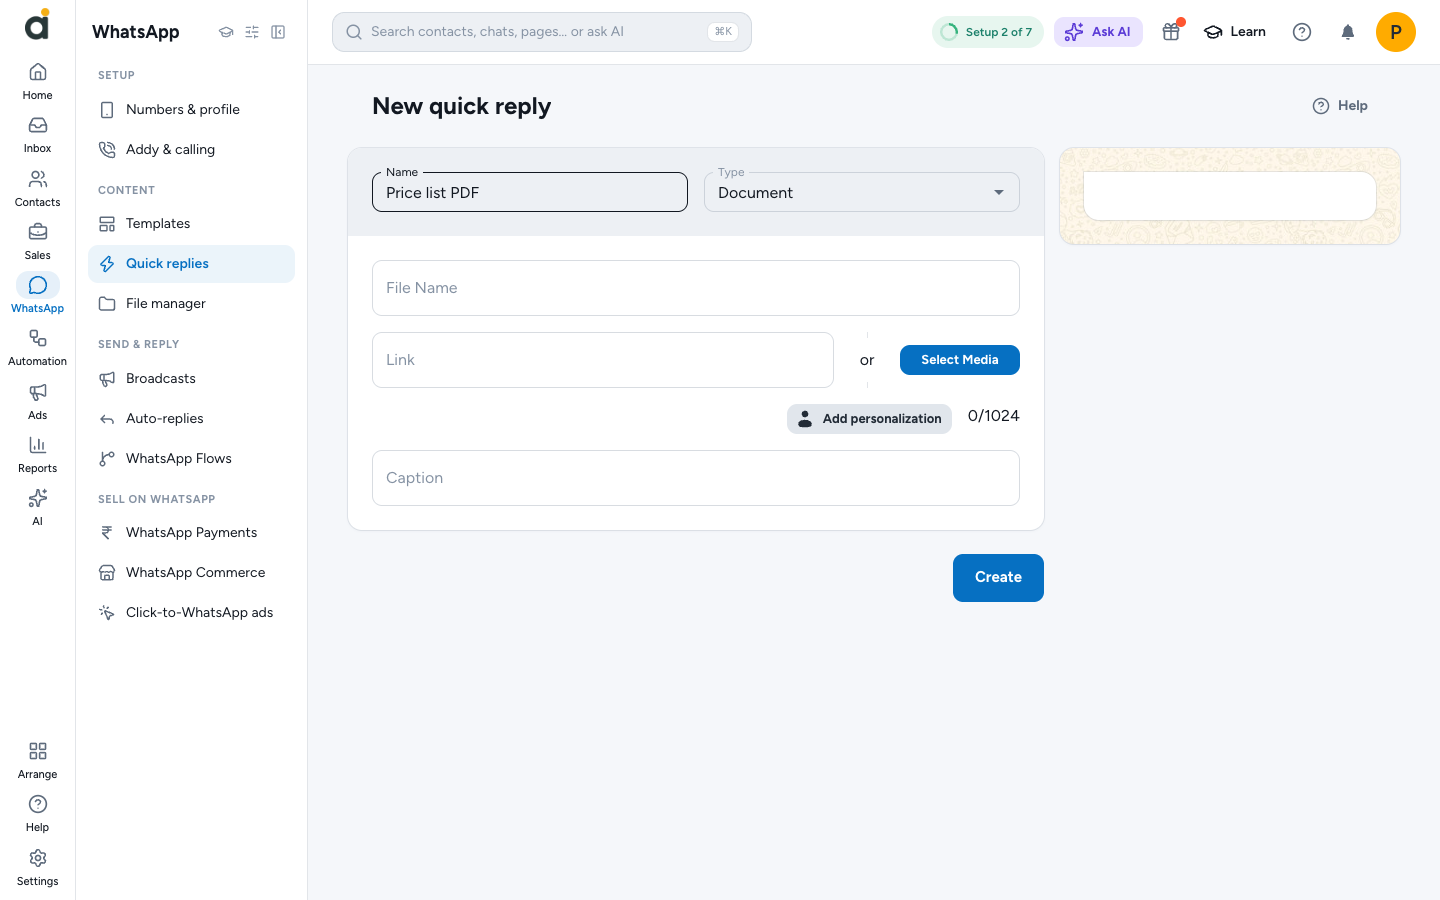 WhatsApp
Search contacts, chats, pages... or ask AI
⌘K
Setup 2 of 7
Ask AI
Learn
P
Home
Inbox
Contacts
Sales
WhatsApp
Automation
Ads
Reports
AI
Arrange
Help
Settings
SETUP
Numbers & profile
Addy & calling
CONTENT
Templates
Quick replies
File manager
SEND & REPLY
Broadcasts
Auto-replies
WhatsApp Flows
SELL ON WHATSAPP
WhatsApp Payments
WhatsApp Commerce
Click-to-WhatsApp ads
New quick reply
Help
Name
Price list PDF
Type
Document
File Name
Link
or
Select Media
Add personalization
0/1024
Caption
Create